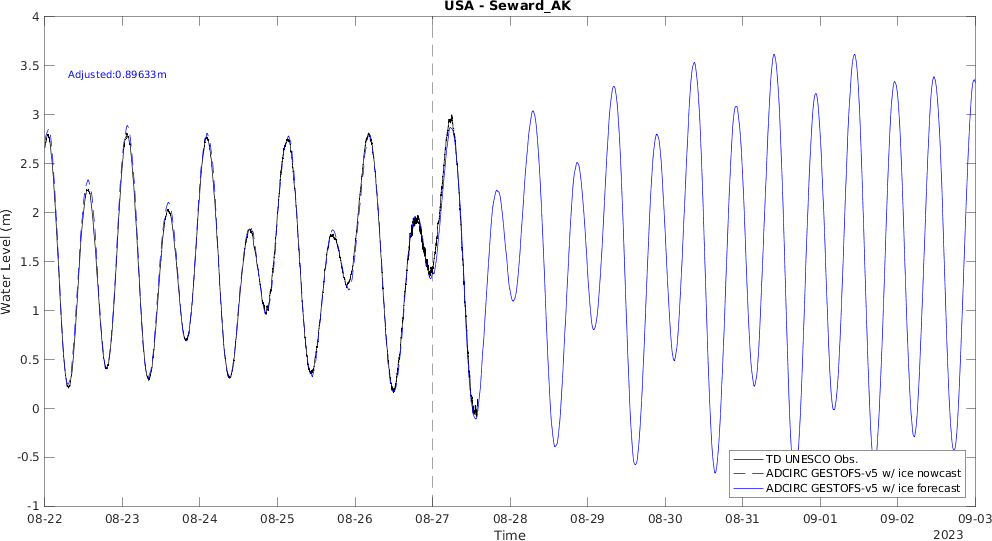 USA - Seward_AK
4
3.5
3
2.5
2
1.5
1
0.5
0
-0.5
-1
Water Level (m)
Adjusted:0.89633m
TD UNESCO Obs.
ADCIRC GESTOFS-v5 w/ ice nowcast
ADCIRC GESTOFS-v5 w/ ice forecast
08-22 08-23 08-24 08-25 08-26 08-27 08-28 08-29 08-30 08-31 09-01 09-02 09-03
Time
2023